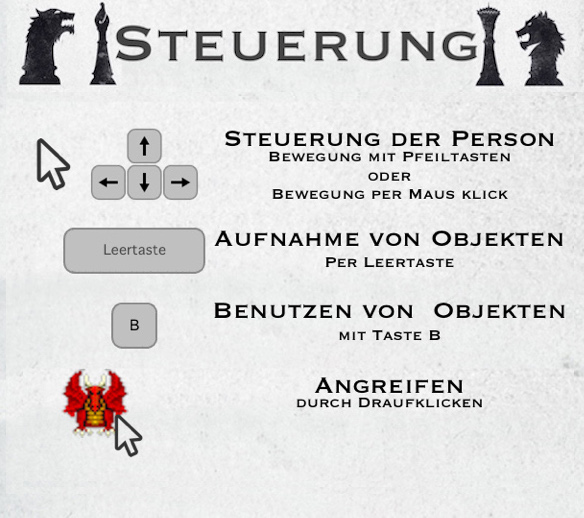 STEUERUNG
STEUERUNG DER PERSON
BEWEGUNG MIT PFEILTASTEN
ODER
BEWEGUNG PER MAUS KLICK
Leertaste
AUFNAHME VON OBJEKTEN
PER LEERTASTE
B
BENUTZEN VON OBJEKTEN
MIT TASTE B
ANGREIFEN
DURCH DRAUFKLICKEN